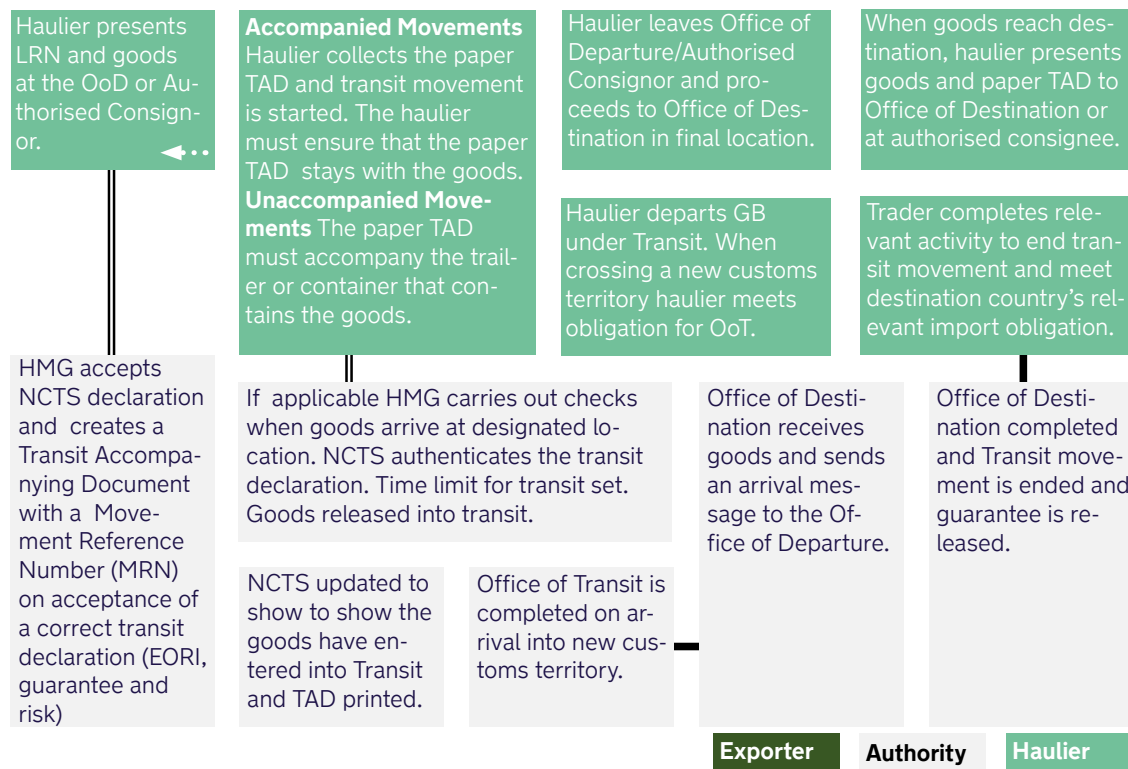 Haulier presents
LRN and goods
at the OoD or Au-
thorised Consign-
or.
Accompanied Movements
Haulier collects the paper
TAD and transit movement
is started. The haulier
must ensure that the paper
TAD  stays with the goods.
Unaccompanied Move-
ments The paper TAD
must accompany the trail-
er or container that con-
tains the goods.
Haulier leaves Office of
Departure/Authorised
Consignor and pro-
ceeds to Office of Des-
tination in final location.
When goods reach des-
tination, haulier presents
goods and paper TAD to
Office of Destination or
at authorised consignee.
Haulier departs GB
under Transit. When
crossing a new customs
territory haulier meets
obligation for OoT.
Trader completes rele-
vant activity to end tran-
sit movement and meet
destination country's rel-
evant import obligation.
HMG accepts
NCTS declaration
and  creates a
Transit Accompa-
nying Document
with a  Move-
ment Reference
Number (MRN)
on acceptance of
a correct transit
declaration (EORI,
guarantee and
risk)
If  applicable HMG carries out checks
when goods arrive at designated lo-
cation. NCTS authenticates the transit
declaration. Time limit for transit set.
Goods released into transit.
Office of Desti-
nation receives
goods and sends
an arrival mes-
sage to the Of-
fice of Departure.
Office of Desti-
nation completed
and Transit move-
ment is ended and
guarantee is re-
leased.
NCTS updated to
show to show the
goods have en-
tered into Transit
and TAD printed.
Office of Transit is
completed on ar-
rival into new cus-
toms territory.
Exporter
Authority
Haulier